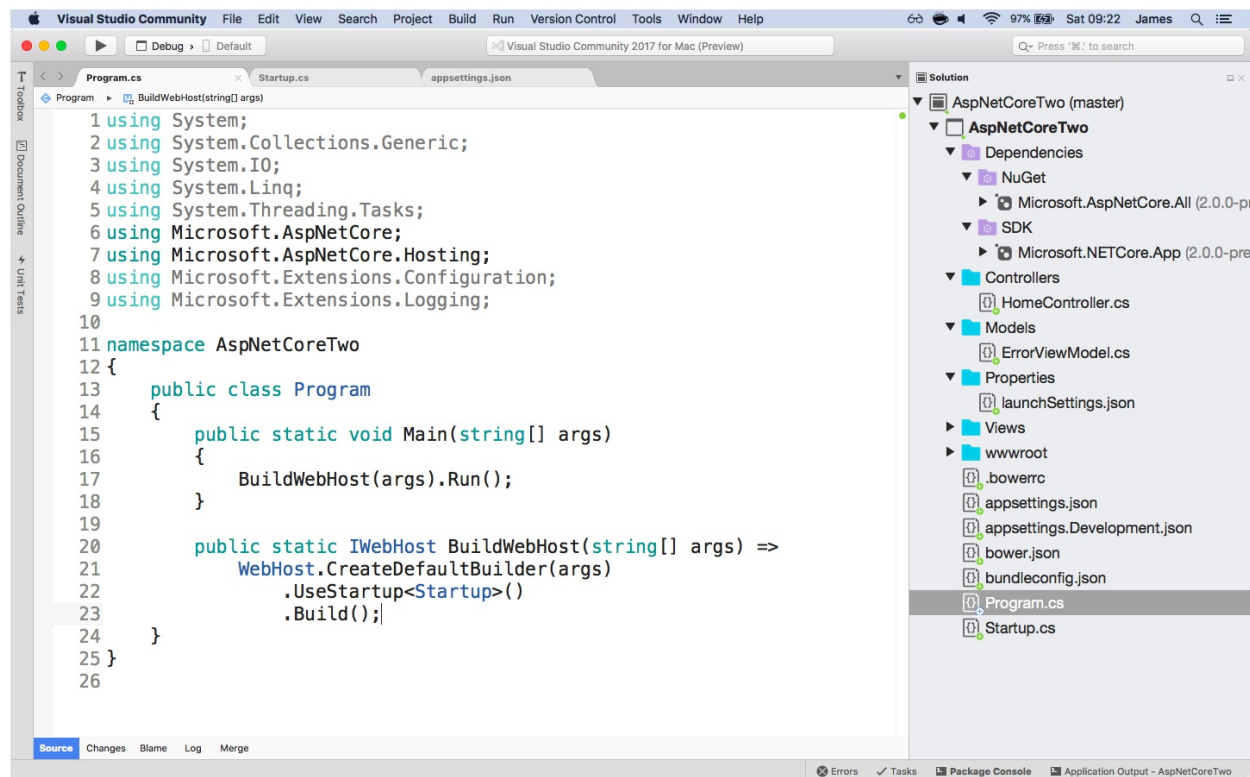 Visual Studio Community File Edit View Search Project Build Run Version Control Tools Window Help 97% Sat 09:22 James
Debug › Default Visual Studio Community 2017 for Mac (Preview) Press '⌘.' to search
Program.cs × Startup.cs appsettings.json
Program ▸ BuildWebHost(string[] args)
Toolbox
Document Outline
Unit Tests
1 using System;
2 using System.Collections.Generic;
3 using System.IO;
4 using System.Linq;
5 using System.Threading.Tasks;
6 using Microsoft.AspNetCore;
7 using Microsoft.AspNetCore.Hosting;
8 using Microsoft.Extensions.Configuration;
9 using Microsoft.Extensions.Logging;
10
11 namespace AspNetCoreTwo
12 {
13     public class Program
14     {
15         public static void Main(string[] args)
16         {
17             BuildWebHost(args).Run();
18         }
19
20         public static IWebHost BuildWebHost(string[] args) =>
21             WebHost.CreateDefaultBuilder(args)
22                 .UseStartup<Startup>()
23                 .Build();
24     }
25 }
26
Source Changes Blame Log Merge
Solution
AspNetCoreTwo (master)
AspNetCoreTwo
Dependencies
NuGet
Microsoft.AspNetCore.All (2.0.0-pr
SDK
Microsoft.NETCore.App (2.0.0-pre
Controllers
HomeController.cs
Models
ErrorViewModel.cs
Properties
launchSettings.json
Views
wwwroot
.bowerrc
appsettings.json
appsettings.Development.json
bower.json
bundleconfig.json
Program.cs
Startup.cs
Errors Tasks Package Console Application Output - AspNetCoreTwo